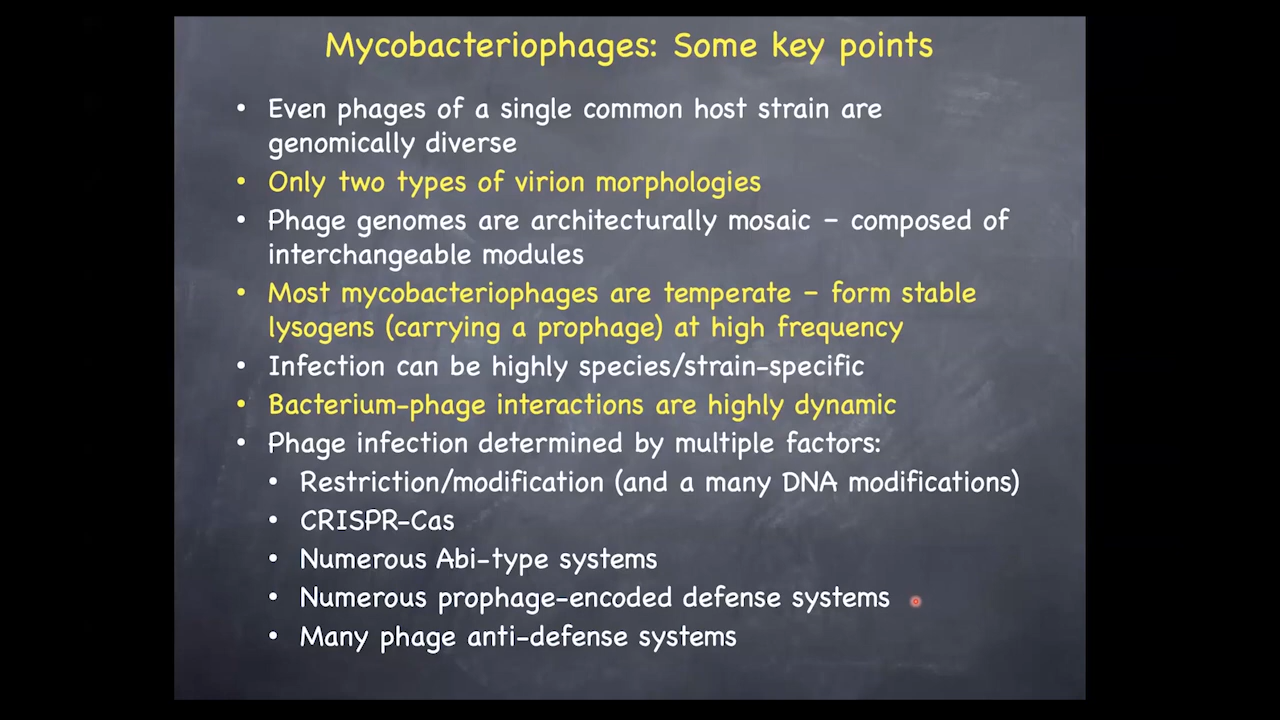 Mycobacteriophages: Some key points
• Even phages of a single common host strain are
genomically diverse
• Only two types of virion morphologies
• Phage genomes are architecturally mosaic – composed of
interchangeable modules
• Most mycobacteriophages are temperate – form stable
lysogens (carrying a prophage) at high frequency
• Infection can be highly species/strain-specific
• Bacterium-phage interactions are highly dynamic
• Phage infection determined by multiple factors:
• Restriction/modification (and a many DNA modifications)
• CRISPR-Cas
• Numerous Abi-type systems
• Numerous prophage-encoded defense systems
• Many phage anti-defense systems